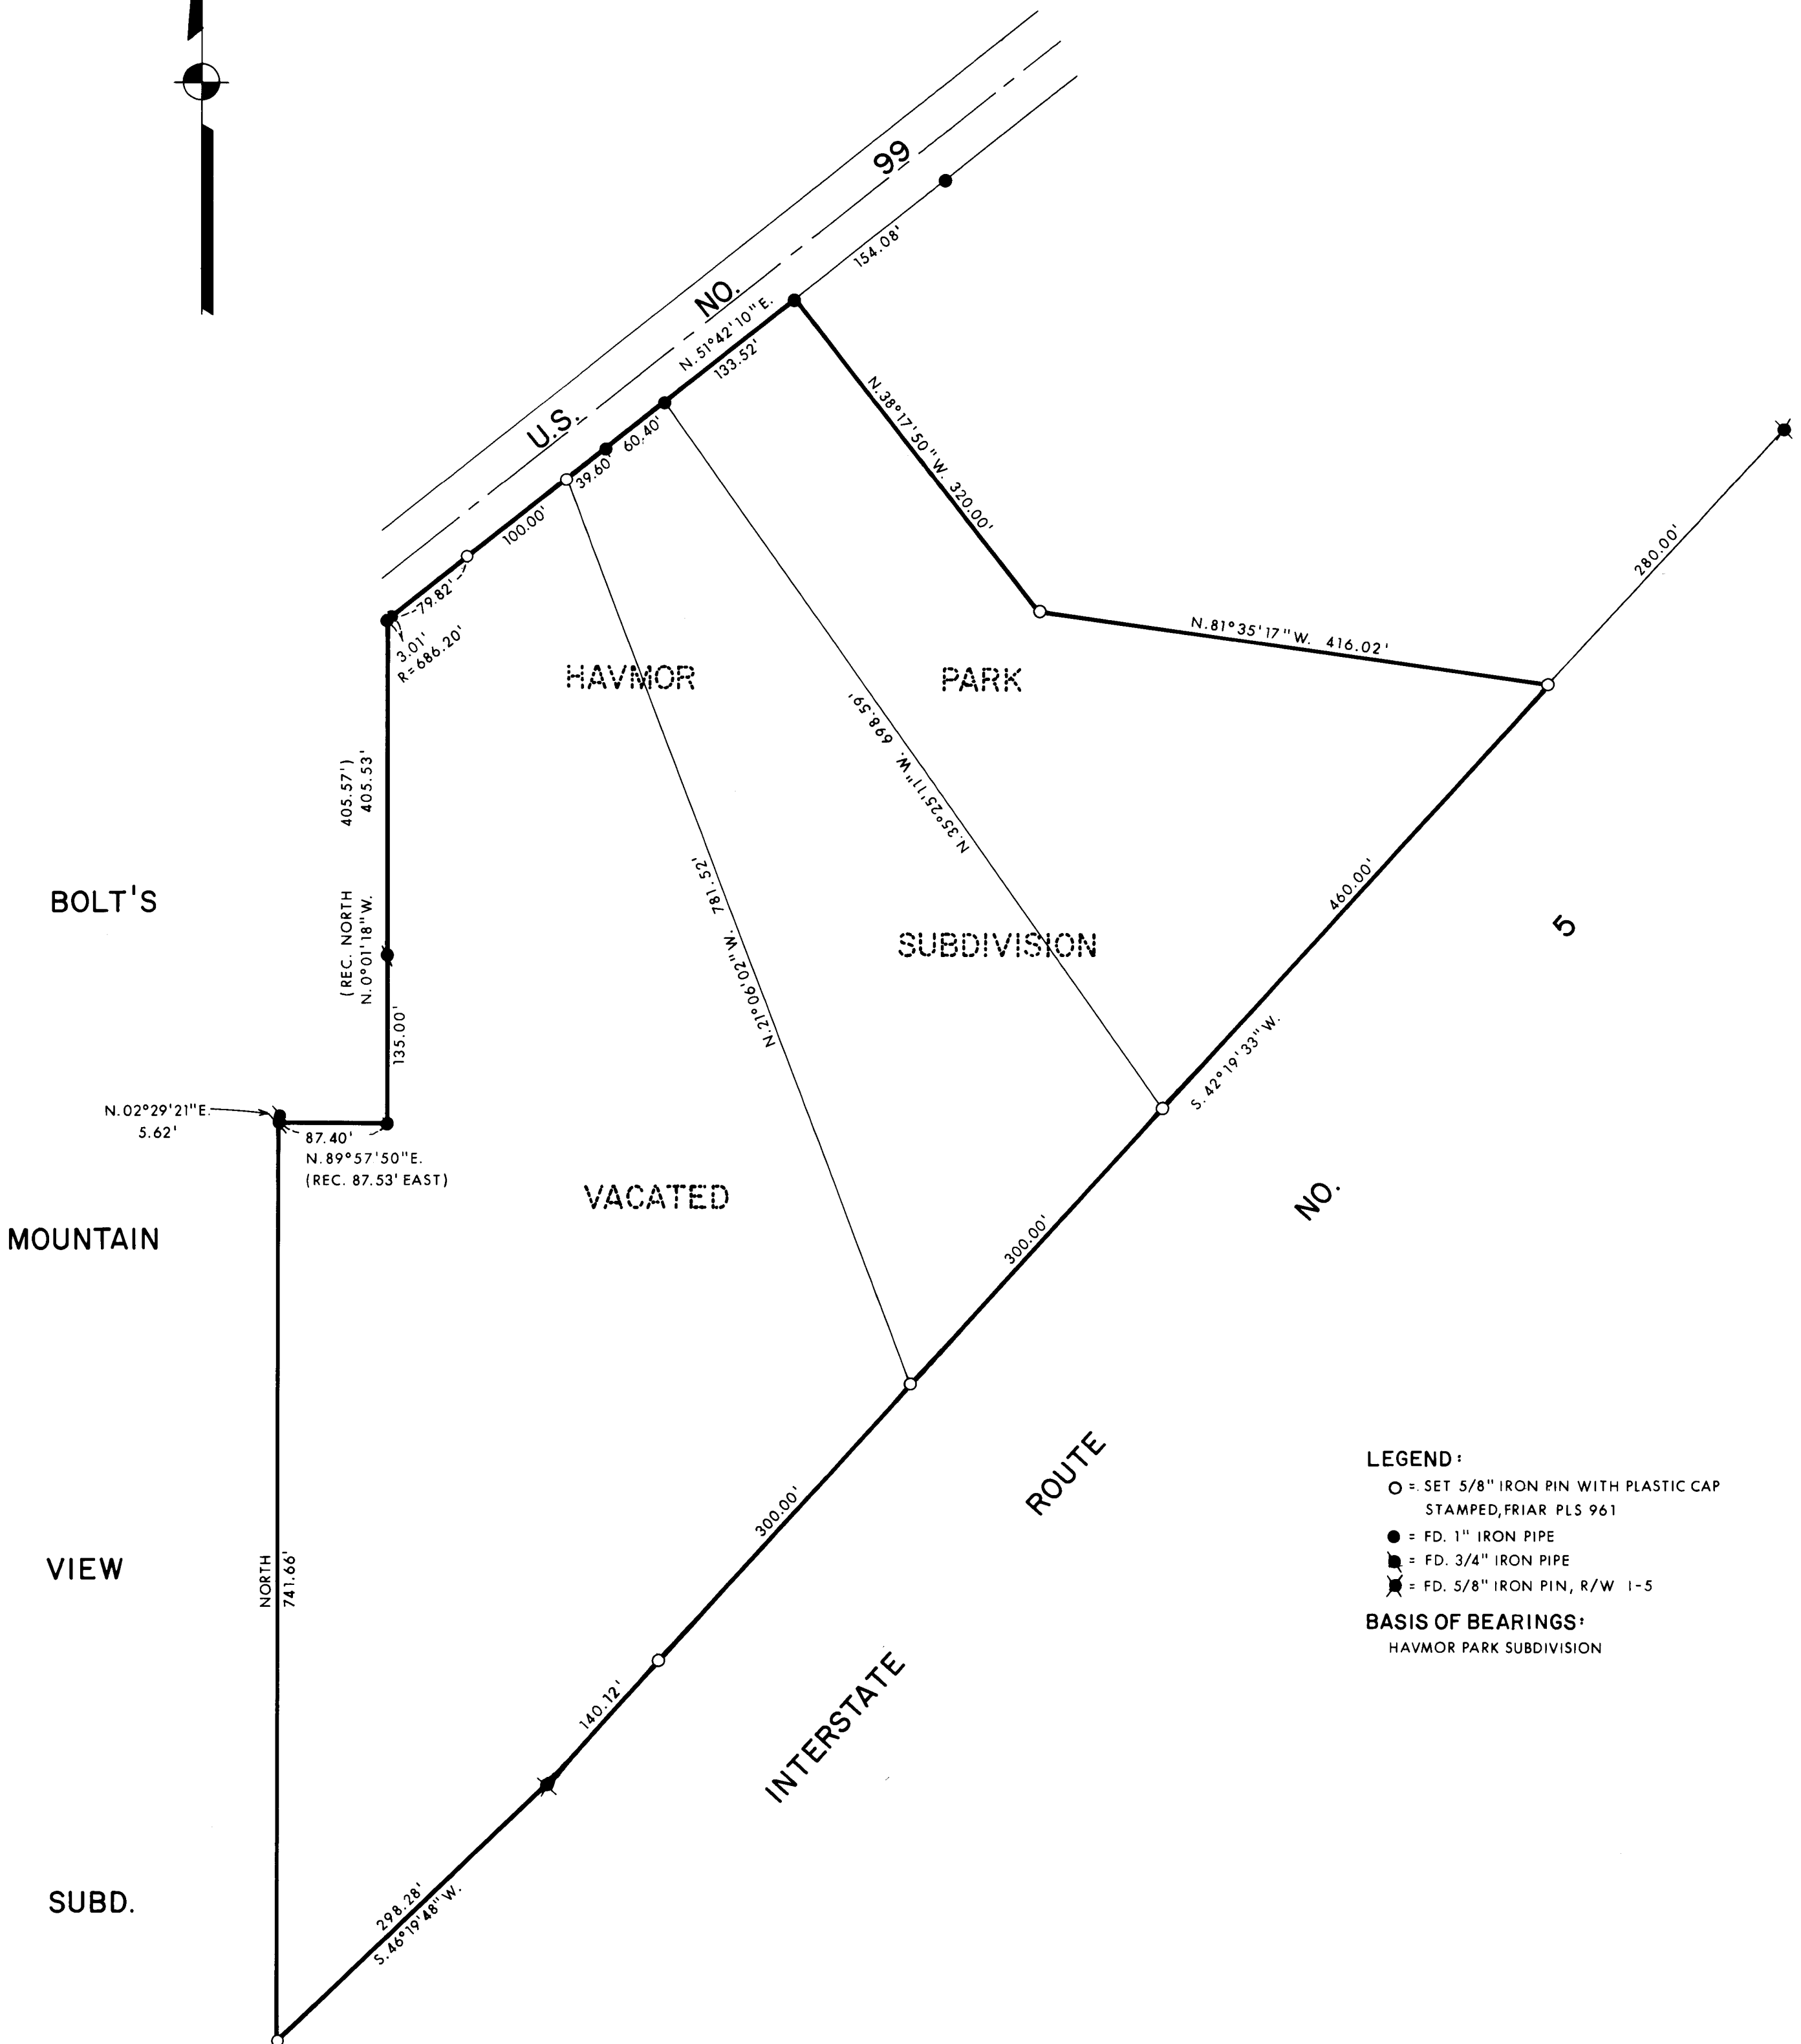 U.S. NO. 99
154.08'
N.51°42'10"E.
133.52'
60.40'
39.60'
100.00'
79.82'
3.01'
R=686.20'
N.38°17'50"W. 320.00'
N.81°35'17"W. 416.02'
280.00'
HAVMOR PARK
SUBDIVISION
VACATED
N.35°25'11"W. 698.59'
N.21°06'02"W. 781.52'
(REC. NORTH 405.57')
N.0°01'18"W. 405.53'
135.00'
N.02°29'21"E.
5.62'
87.40'
N.89°57'50"E.
(REC. 87.53' EAST)
BOLT'S
MOUNTAIN
VIEW
SUBD.
NORTH
741.66'
460.00'
S.42°19'33"W.
300.00'
300.00'
140.12'
298.28'
S.46°19'48"W.
INTERSTATE ROUTE NO. 5
LEGEND:
= SET 5/8" IRON PIN WITH PLASTIC CAP
STAMPED, FRIAR PLS 961
= FD. 1" IRON PIPE
= FD. 3/4" IRON PIPE
= FD. 5/8" IRON PIN, R/W I-5
BASIS OF BEARINGS:
HAVMOR PARK SUBDIVISION